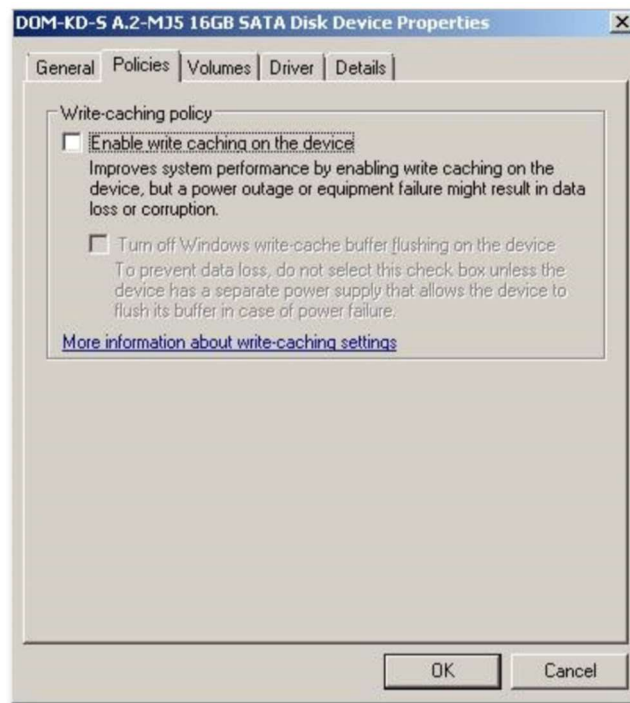 DOM-KD-S A.2-MJ5 16GB SATA Disk Device Properties
General Policies Volumes Driver Details
Write-caching policy
Enable write caching on the device
Improves system performance by enabling write caching on the
device, but a power outage or equipment failure might result in data
loss or corruption.
Turn off Windows write-cache buffer flushing on the device
To prevent data loss, do not select this check box unless the
device has a separate power supply that allows the device to
flush its buffer in case of power failure.
More information about write-caching settings
OK Cancel